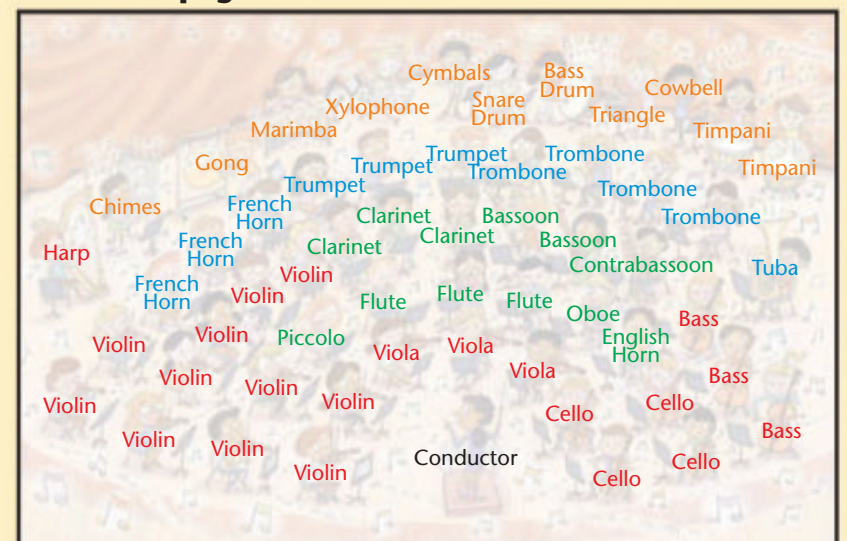 Cymbals
Bass
Drum
Cowbell
Xylophone
Snare
Drum
Triangle
Marimba
Timpani
Gong
Trumpet
Trumpet
Trombone
Trombone
Timpani
Trumpet
Trombone
Chimes
French
Horn
Clarinet
Bassoon
Trombone
French
Horn
Clarinet
Clarinet
Bassoon
Harp
Contrabassoon
Tuba
French
Horn
Violin
Violin
Flute
Flute
Flute
Oboe
Bass
Violin
Violin
Piccolo
Viola
Viola
English
Horn
Viola
Bass
Violin
Violin
Violin
Violin
Cello
Cello
Bass
Violin
Violin
Violin
Conductor
Cello
Cello